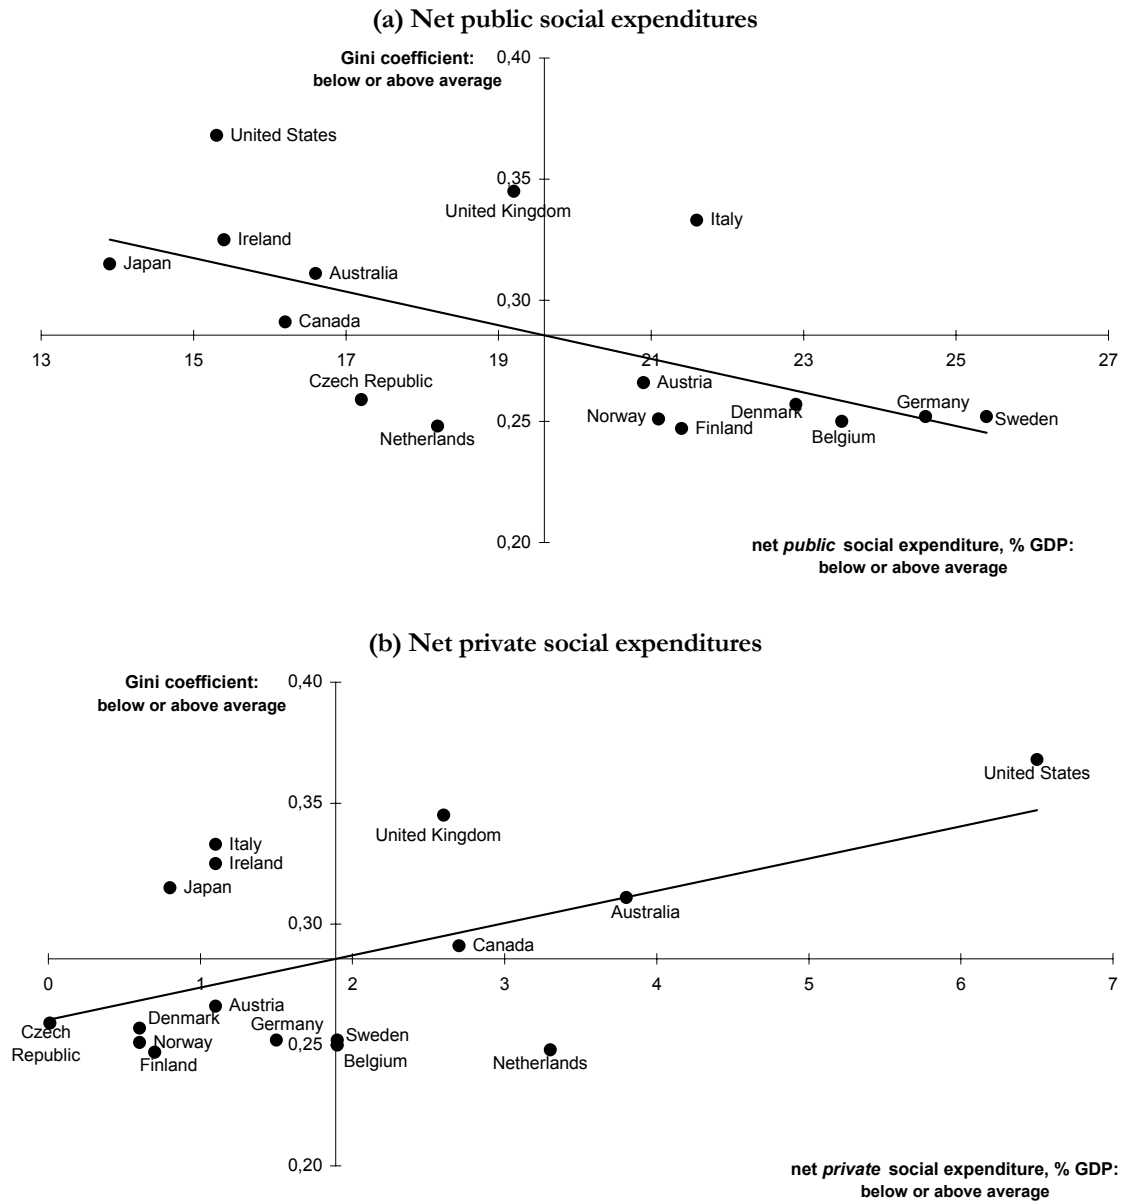 (a) Net public social expenditures
Gini coefficient:
below or above average
0,40
United States
0,35
United Kingdom
Italy
Ireland
Japan
Australia
0,30
Canada
13
15
17
19
21
23
25
27
Czech Republic
Austria
Norway
Denmark
Germany
Sweden
0,25
Finland
Belgium
Netherlands
0,20
net public social expenditure, % GDP:
below or above average
(b) Net private social expenditures
Gini coefficient:
below or above average
0,40
United States
0,35
United Kingdom
Italy
Ireland
Japan
Australia
0,30
Canada
0
1
2
3
4
5
6
7
Austria
Czech
Republic
Denmark
Germany
Norway
0,25
Sweden
Finland
Belgium
Netherlands
0,20
net private social expenditure, % GDP:
below or above average